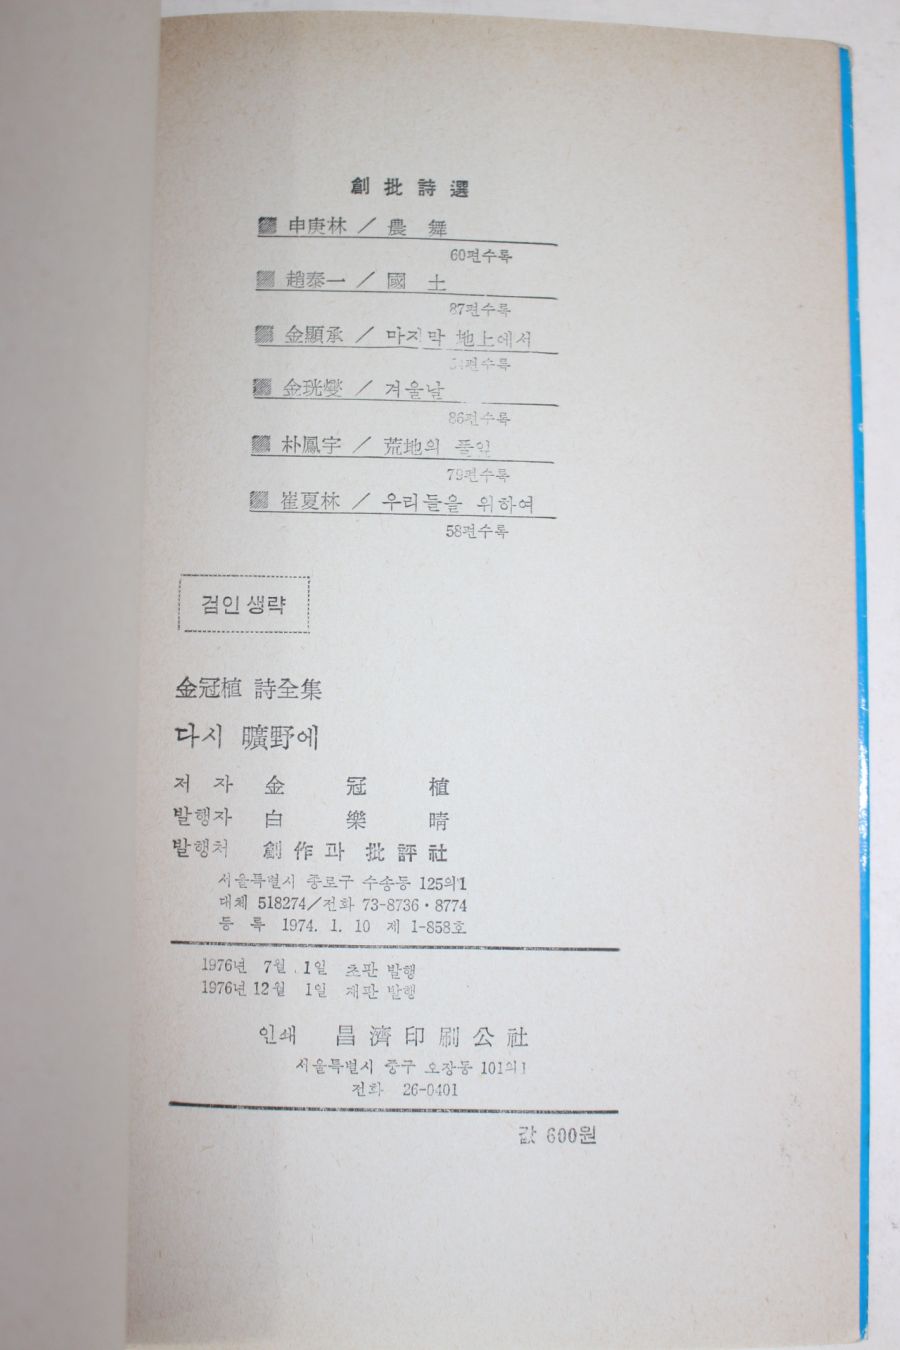 創批詩選
申庚林 / 農 舞
60편수록
趙泰一 / 國 土
87편수록
金顯承 / 마지막 地上에서
편수록
金珖燮 / 겨울날
86편수록
朴鳳宇 / 荒地의 풀잎
79편수록
崔夏林 / 우리들을 위하여
58편수록
검인 생략
金冠植 詩全集
다시 曠野에
저 자 金 冠 植
발행자 白 樂 晴
발행처 創作과 批評社
서울특별시 종로구 수송동 125의1
대체 518274/전화 73-8736·8774
등 록 1974. 1. 10 제 1-858호
1976년 7월 1일 초판 발행
1976년 12월 1일 재판 발행
인쇄 昌濟印刷公社
서울특별시 중구 오장동 101의1
전화 26-0401
값 600원